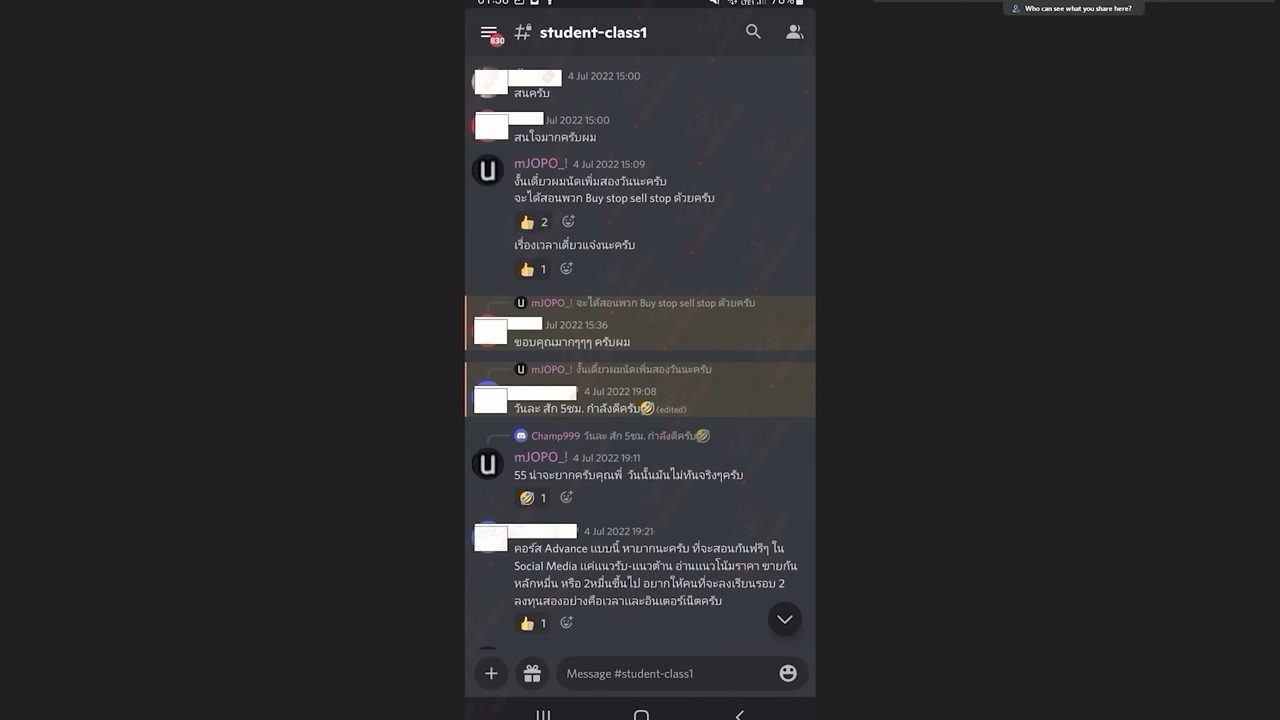 Who can see what you share here?
830
student-class1
4 Jul 2022 15:00
สนครับ
Jul 2022 15:00
สนใจมากครับผม
mJOPO_! 4 Jul 2022 15:09
งั้นเดี๋ยวผมนัดเพิ่มสองวันนะครับ
จะได้สอนพวก Buy stop sell stop ด้วยครับ
2
เรื่องเวลาเดี๋ยวแจ้งนะครับ
1
mJOPO_! จะได้สอนพวก Buy stop sell stop ด้วยครับ
Jul 2022 15:36
ขอบคุณมากๆๆๆ ครับผม
mJOPO_! งั้นเดี๋ยวผมนัดเพิ่มสองวันนะครับ
4 Jul 2022 19:08
วันละ สัก 5ชม. กำลังดีครับ🤣 (edited)
Champ999 วันละ สัก 5ชม. กำลังดีครับ🤣
mJOPO_! 4 Jul 2022 19:11
55 น่าจะยากครับคุณพี่ วันนั้นมันไม่ทันจริงๆครับ
1
4 Jul 2022 19:21
คอร์ส Advance แบบนี้ หายากนะครับ ที่จะสอนกันฟรีๆ ใน
Social Media แค่แนวรับ-แนวต้าน อ่านแนวโน้มราคา ขายกัน
หลักหมื่น หรือ 2หมื่นขึ้นไป อยากให้คนที่จะลงเรียนรอบ 2
ลงทุนสองอย่างคือเวลาและอินเตอร์เน็ตครับ
1
Message #student-class1